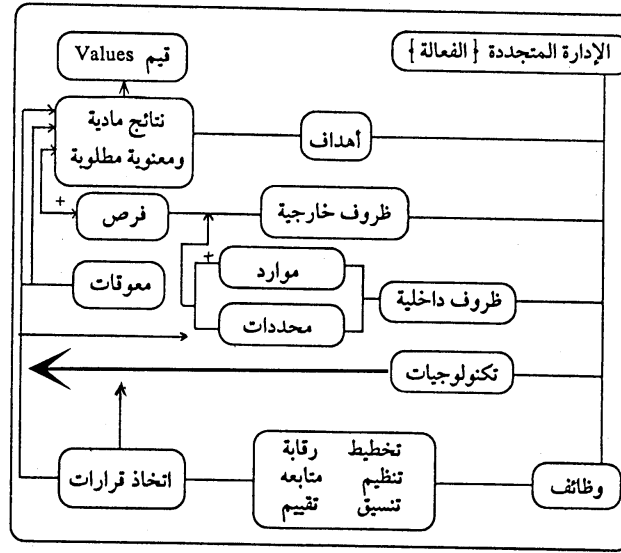 الإدارة المتجددة { الفعالة }
قيم Values
نتائج مادية
ومعنوية مطلوبة
أهداف
ظروف خارجية
فرص
+
معوقات
موارد
+
محددات
ظروف داخلية
تكنولوجيات
وظائف
تخطيط رقابة
تنظيم متابعه
تنسيق تقييم
اتخاذ قرارات